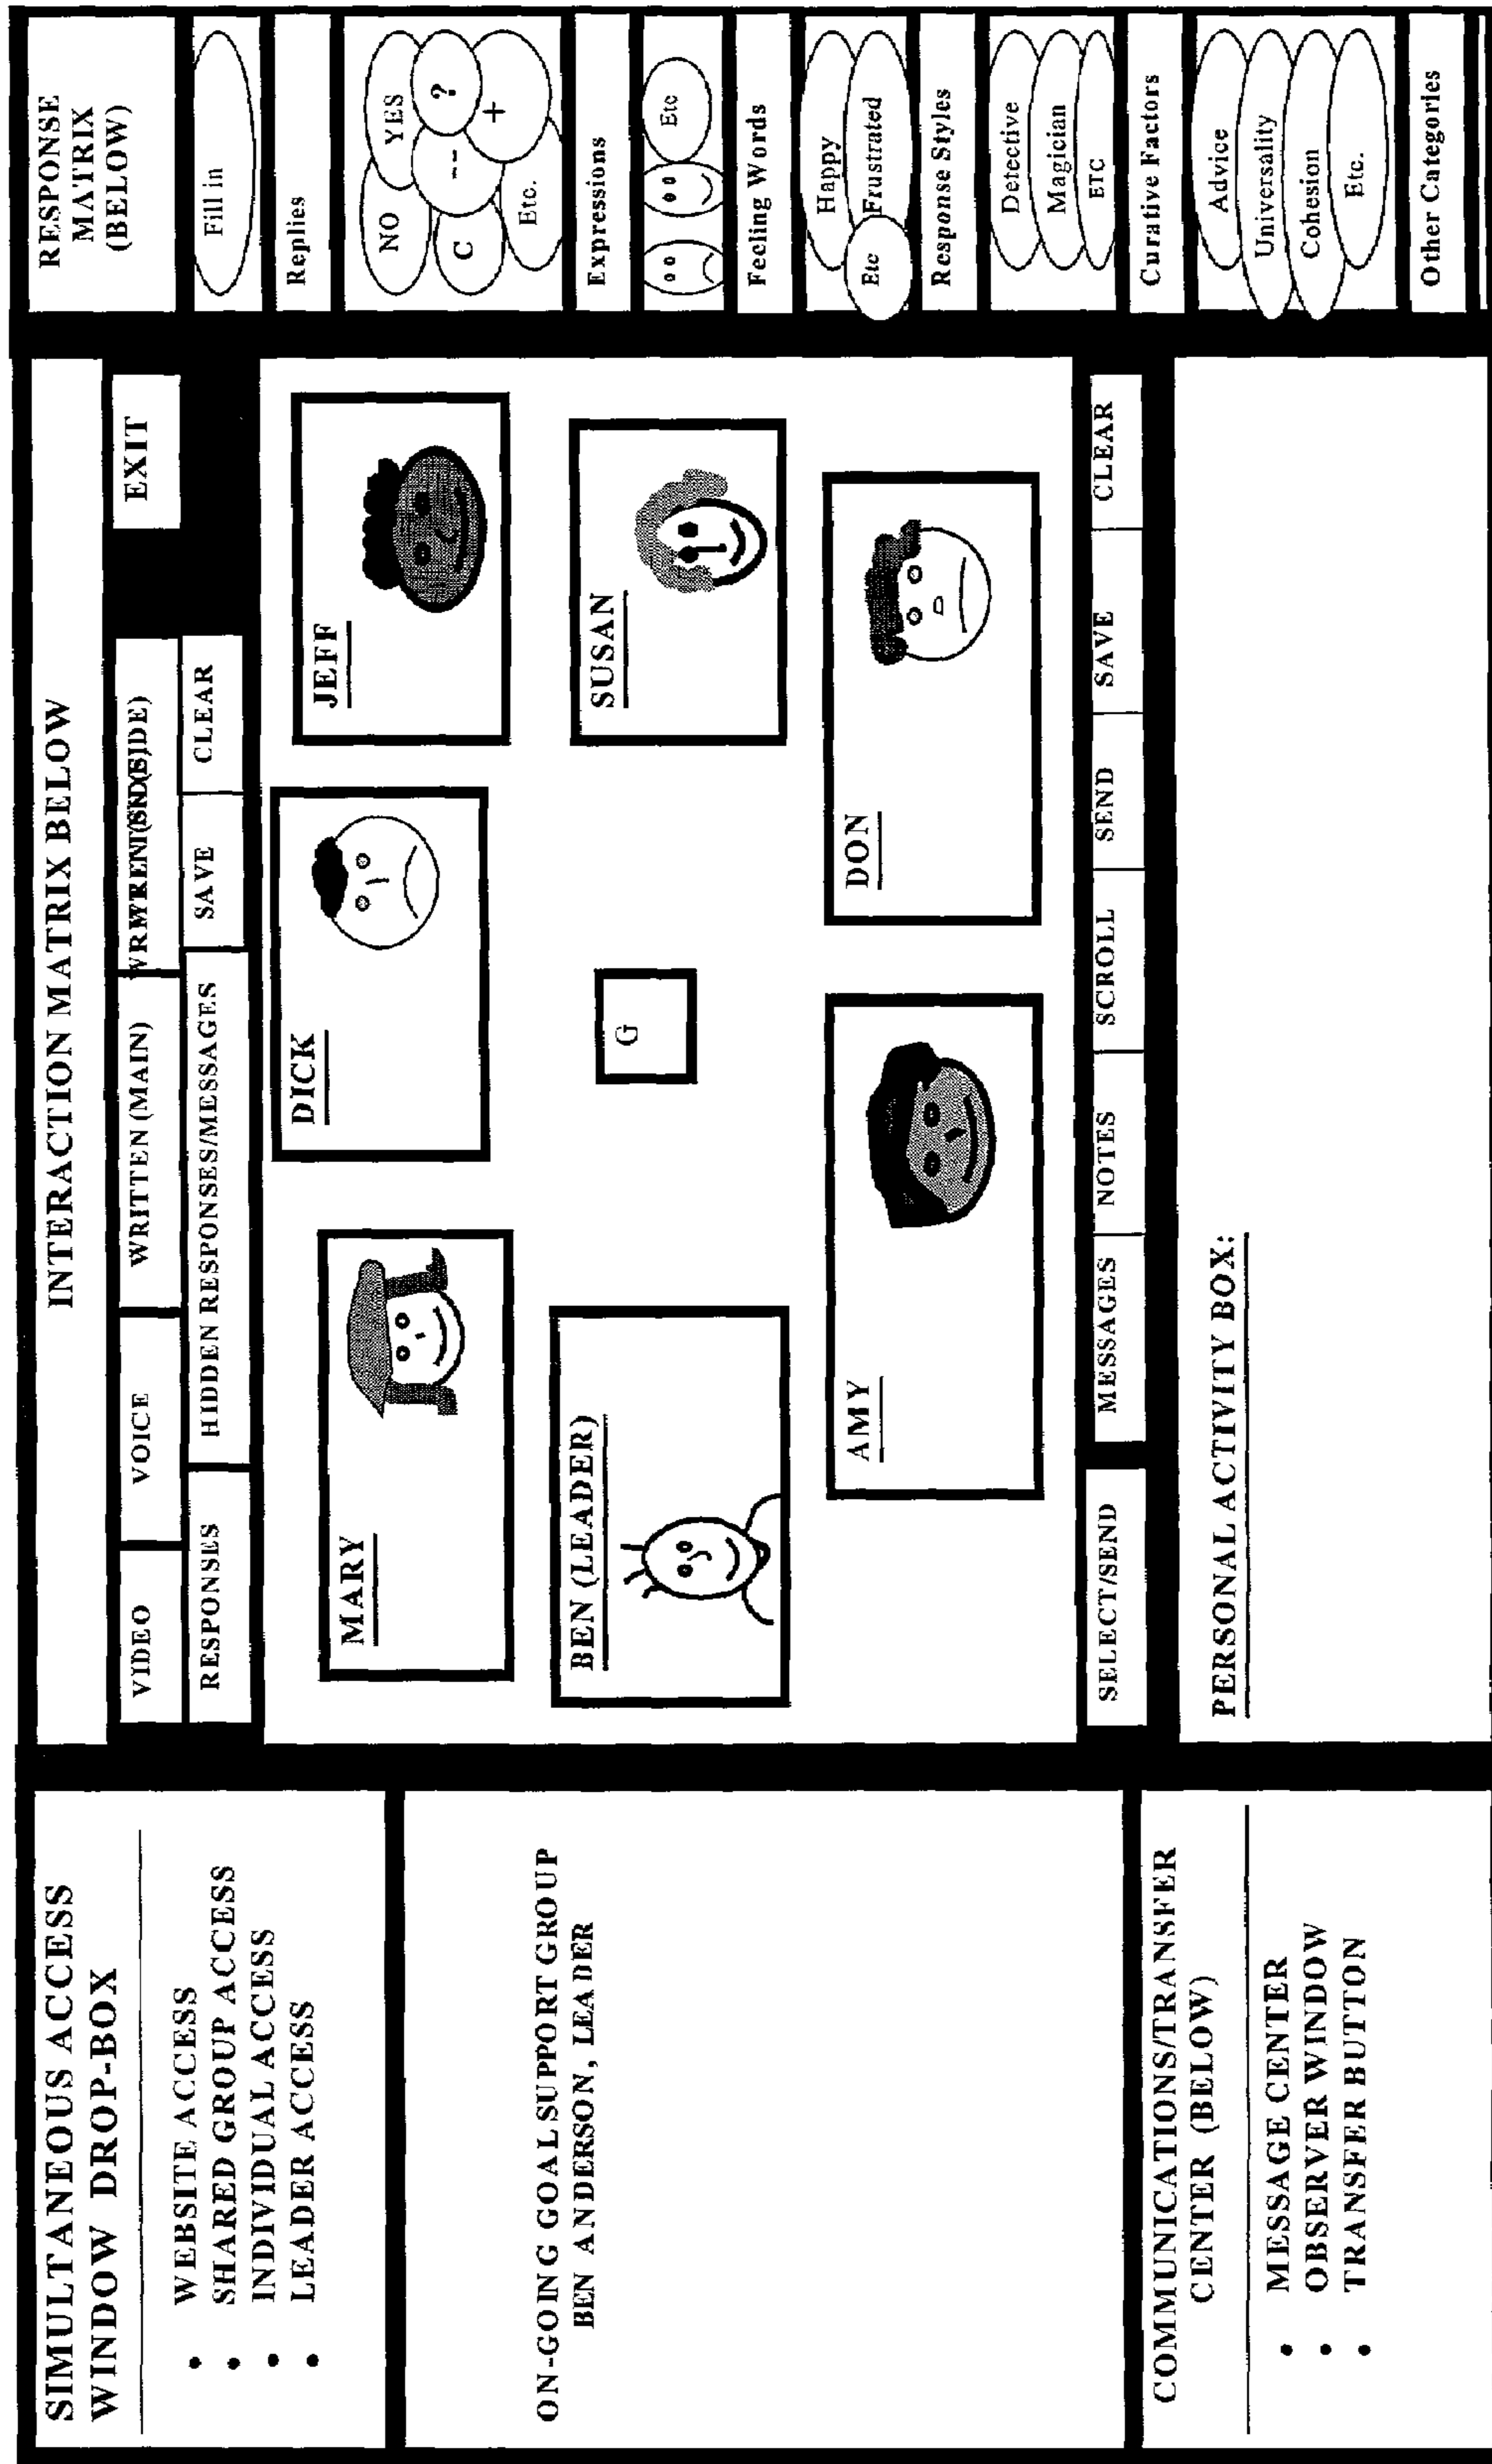 SIMULTANEOUS ACCESS
WINDOW DROP-BOX
• WEBSITE ACCESS
• SHARED GROUP ACCESS
• INDIVIDUAL ACCESS
• LEADER ACCESS
ON-GOING GOAL SUPPORT GROUP
BEN ANDERSON, LEADER
COMMUNICATIONS/TRANSFER
CENTER (BELOW)
• MESSAGE CENTER
• OBSERVER WINDOW
• TRANSFER BUTTON
INTERACTION MATRIX BELOW
VIDEO
VOICE
WRITTEN (MAIN)
EXIT
RESPONSES
HIDDEN RESPONSES/MESSAGES
SAVE
CLEAR
MARY
DICK
JEFF
BEN (LEADER)
G
SUSAN
AMY
DON
SELECT/SEND
MESSAGES
NOTES
SCROLL
SEND
SAVE
CLEAR
PERSONAL ACTIVITY BOX:
RESPONSE
MATRIX
(BELOW)
Fill in
Replies
NO
YES
C
--
?
Etc.
+
Expressions
Etc
Feeling Words
Happy
Etc
Frustrated
Response Styles
Detective
Magician
ETC
Curative Factors
Advice
Universality
Cohesion
Etc.
Other Categories